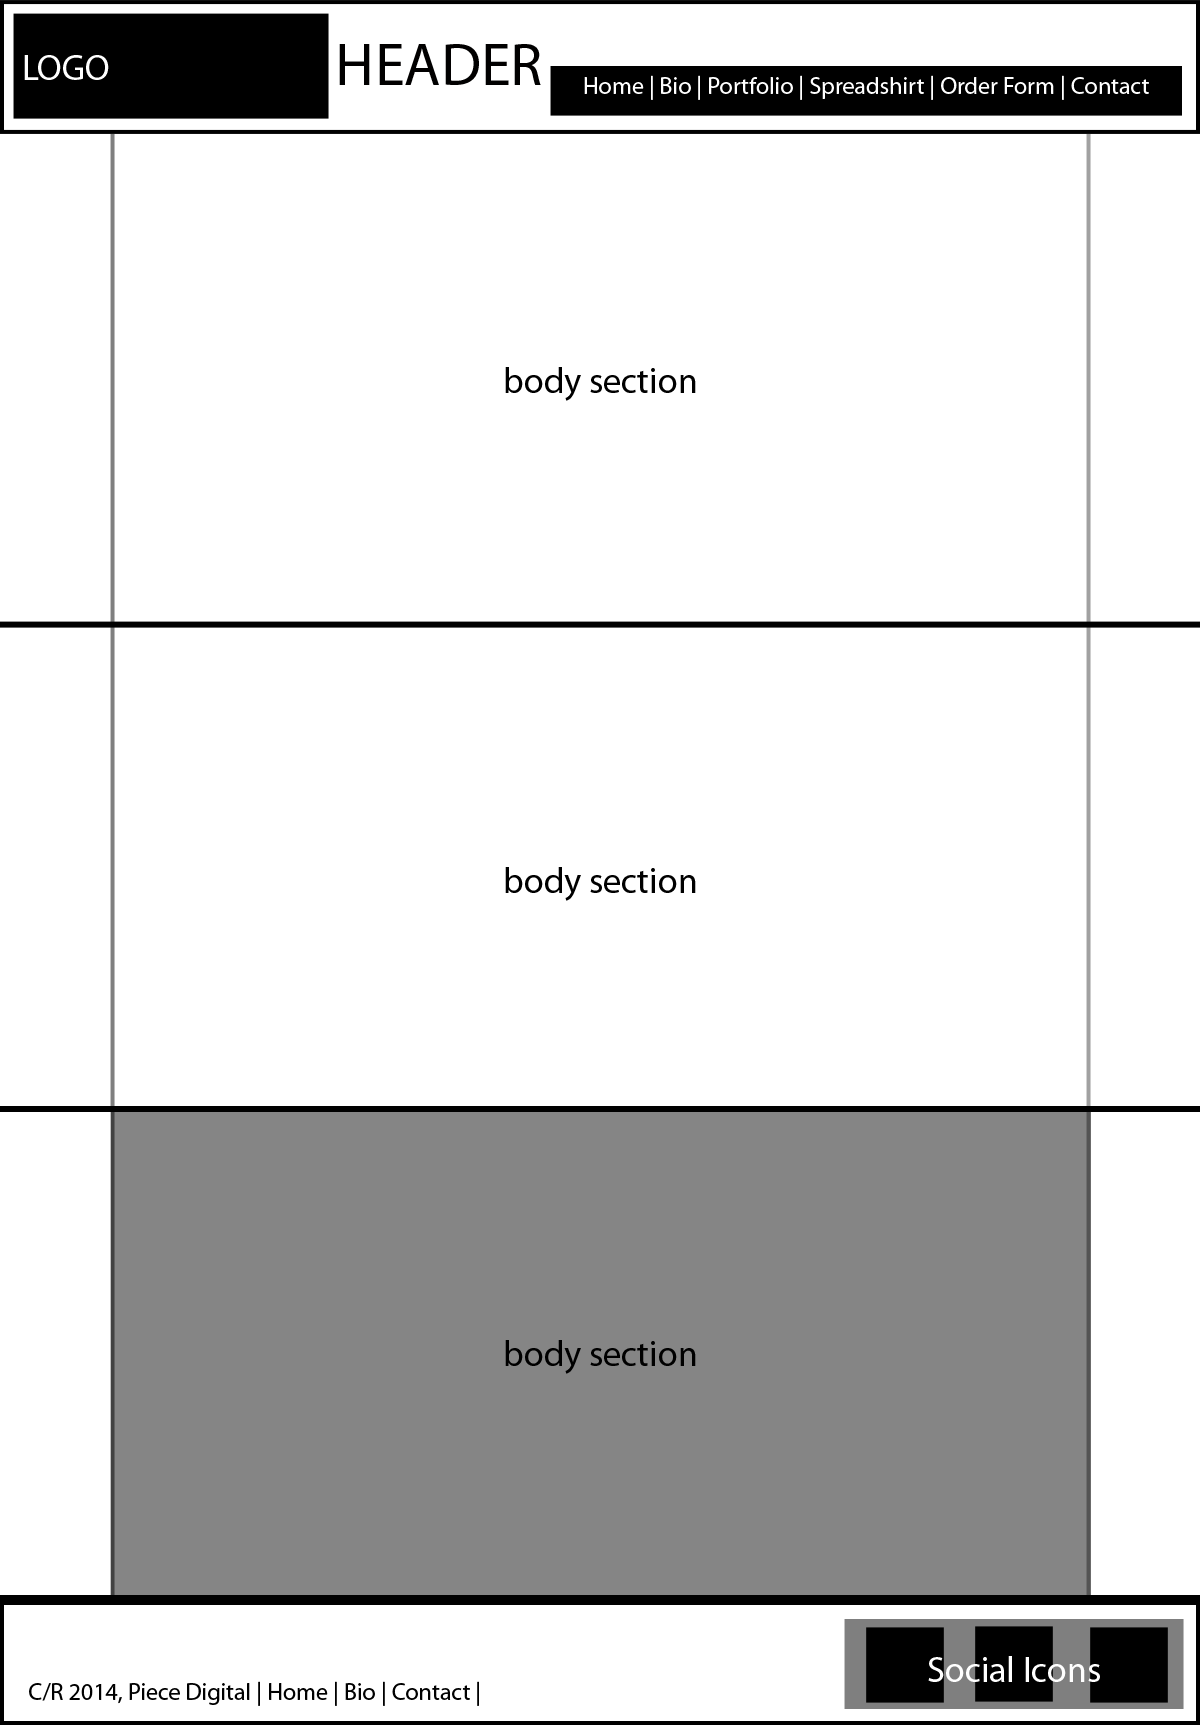 LOGO
HEADER
Home | Bio | Portfolio | Spreadshirt | Order Form | Contact
body section
body section
body section
Social Icons
C/R 2014, Piece Digital | Home | Bio | Contact |